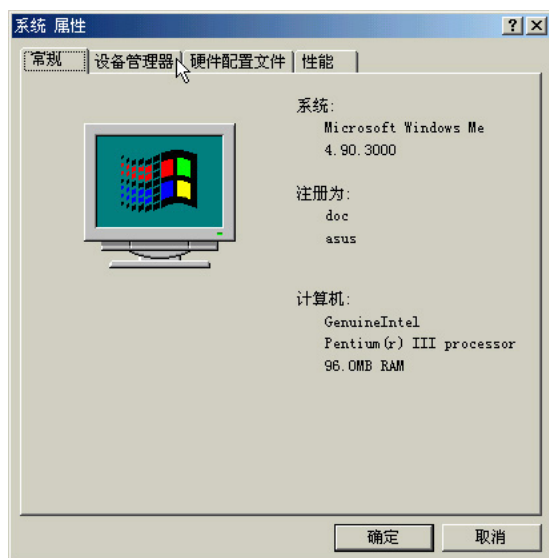 系统 属性
常规 设备管理器 硬件配置文件 性能
系统:
Microsoft Windows Me
4.90.3000
注册为:
doc
asus
计算机:
GenuineIntel
Pentium(r) III processor
96.0MB RAM
确定 取消